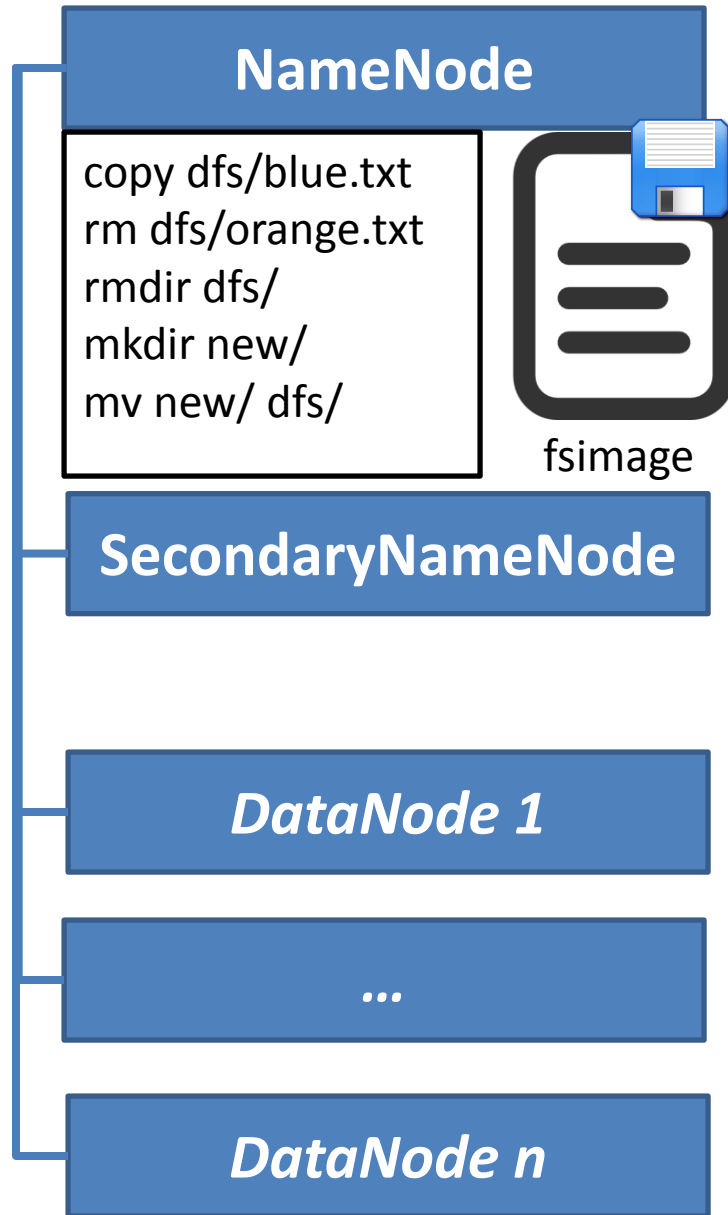 NameNode
copy dfs/blue.txt
rm dfs/orange.txt
rmdir dfs/
mkdir new/
mv new/ dfs/
fsimage
SecondaryNameNode
DataNode 1
...
DataNode n